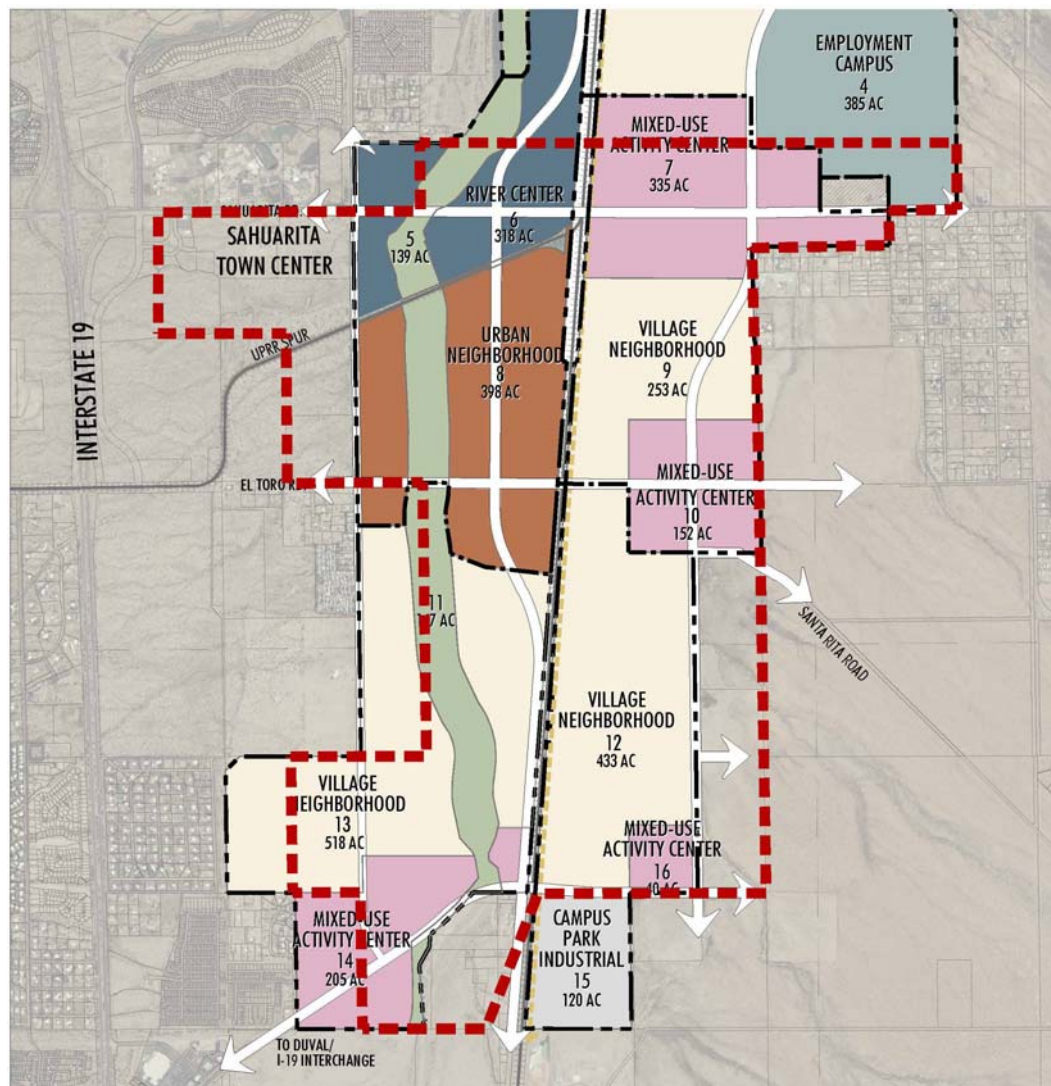 EMPLOYMENT
CAMPUS
4
385 AC
MIXED-USE
ACTIVITY CENTER
7
335 AC
RIVER CENTER
6
318 AC
5
139 AC
SAHUARITA
TOWN CENTER
INTERSTATE 19
UPRR SPUR
URBAN
NEIGHBORHOOD
8
398 AC
VILLAGE
NEIGHBORHOOD
9
253 AC
EL TORO
MIXED-USE
ACTIVITY CENTER
10
152 AC
11
AC
SANTA RITA ROAD
VILLAGE
NEIGHBORHOOD
12
433 AC
VILLAGE
NEIGHBORHOOD
13
518 AC
MIXED-USE
ACTIVITY CENTER
16
40 AC
MIXED-USE
ACTIVITY CENTER
14
205 AC
CAMPUS
PARK
INDUSTRIAL
15
120 AC
TO DUVAL/
I-19 INTERCHANGE